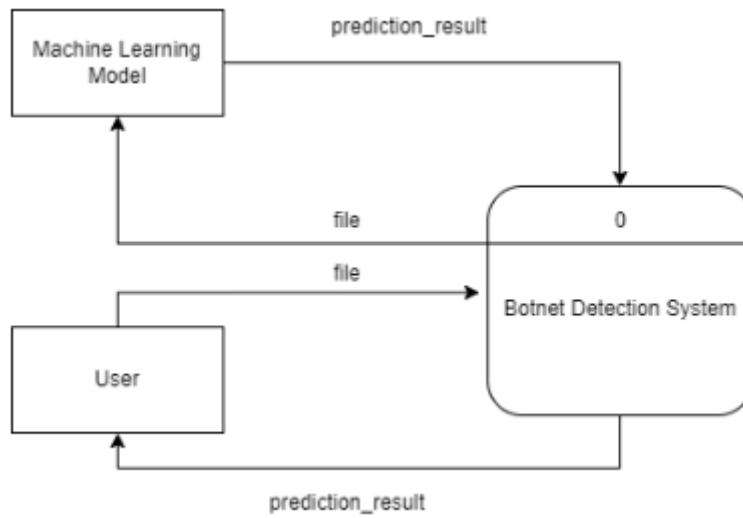 prediction_result
Machine Learning
Model
file
0
file
Botnet Detection System
User
prediction_result